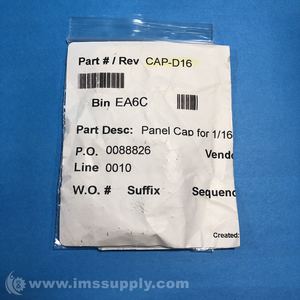 Part # / Rev CAP-D16
Bin EA6C
Part Desc: Panel Cap for 1/16
P.O. 0088826 Vendo
Line 0010
W.O. # Suffix Sequenc
Created:
© www.imssupply.com